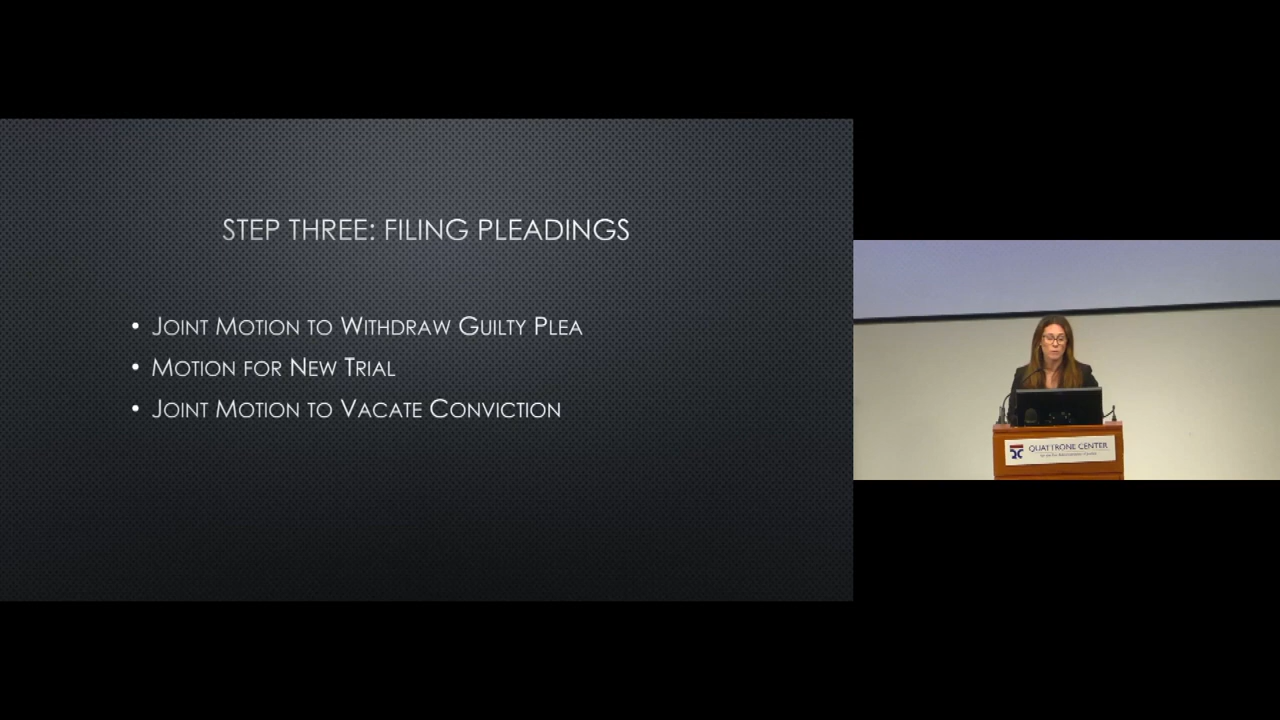 STEP THREE: FILING PLEADINGS
• JOINT MOTION TO WITHDRAW GUILTY PLEA
• MOTION FOR NEW TRIAL
• JOINT MOTION TO VACATE CONVICTION
QUATTRONE CENTER